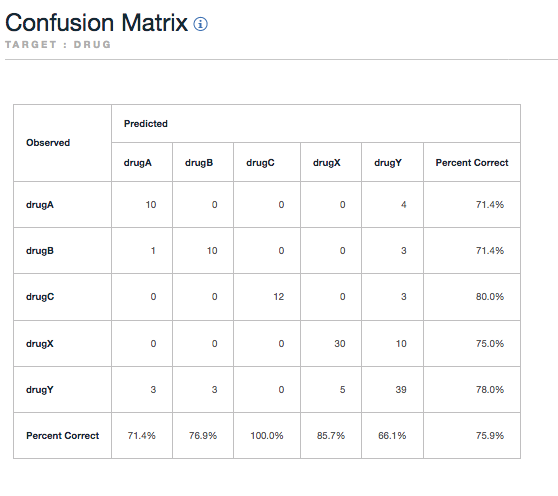 Confusion Matrix
TARGET : DRUG
Observed Predicted
drugA drugB drugC drugX drugY Percent Correct
drugA 10 0 0 0 4 71.4%
drugB 1 10 0 0 3 71.4%
drugC 0 0 12 0 3 80.0%
drugX 0 0 0 30 10 75.0%
drugY 3 3 0 5 39 78.0%
Percent Correct 71.4% 76.9% 100.0% 85.7% 66.1% 75.9%